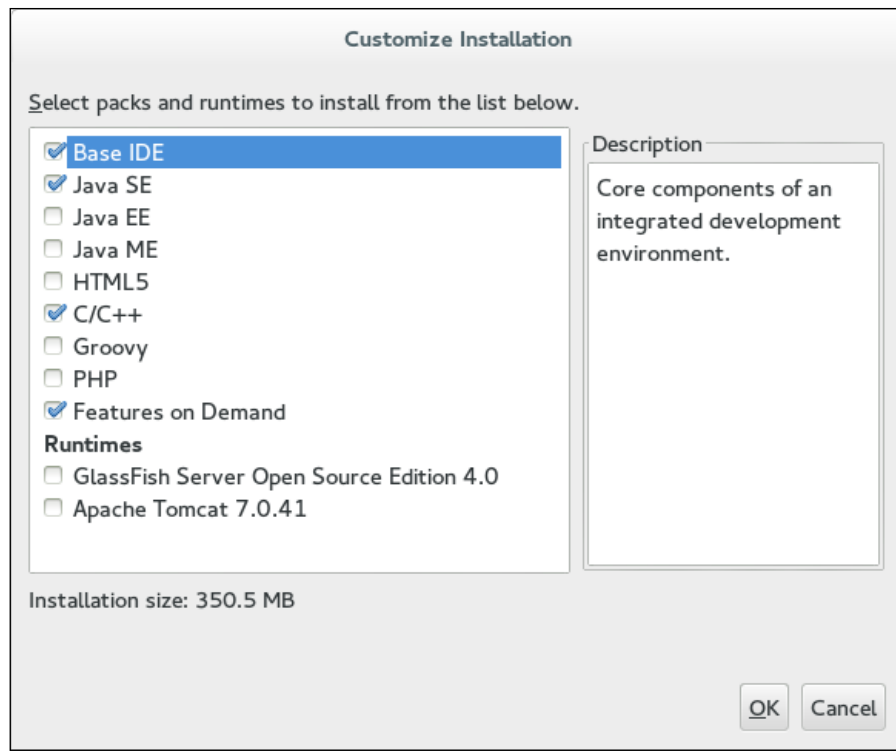 Customize Installation
Select packs and runtimes to install from the list below.
Base IDE
Java SE
Java EE
Java ME
HTML5
C/C++
Groovy
PHP
Features on Demand
Runtimes
GlassFish Server Open Source Edition 4.0
Apache Tomcat 7.0.41
Description
Core components of an
integrated development
environment.
Installation size: 350.5 MB
OK
Cancel